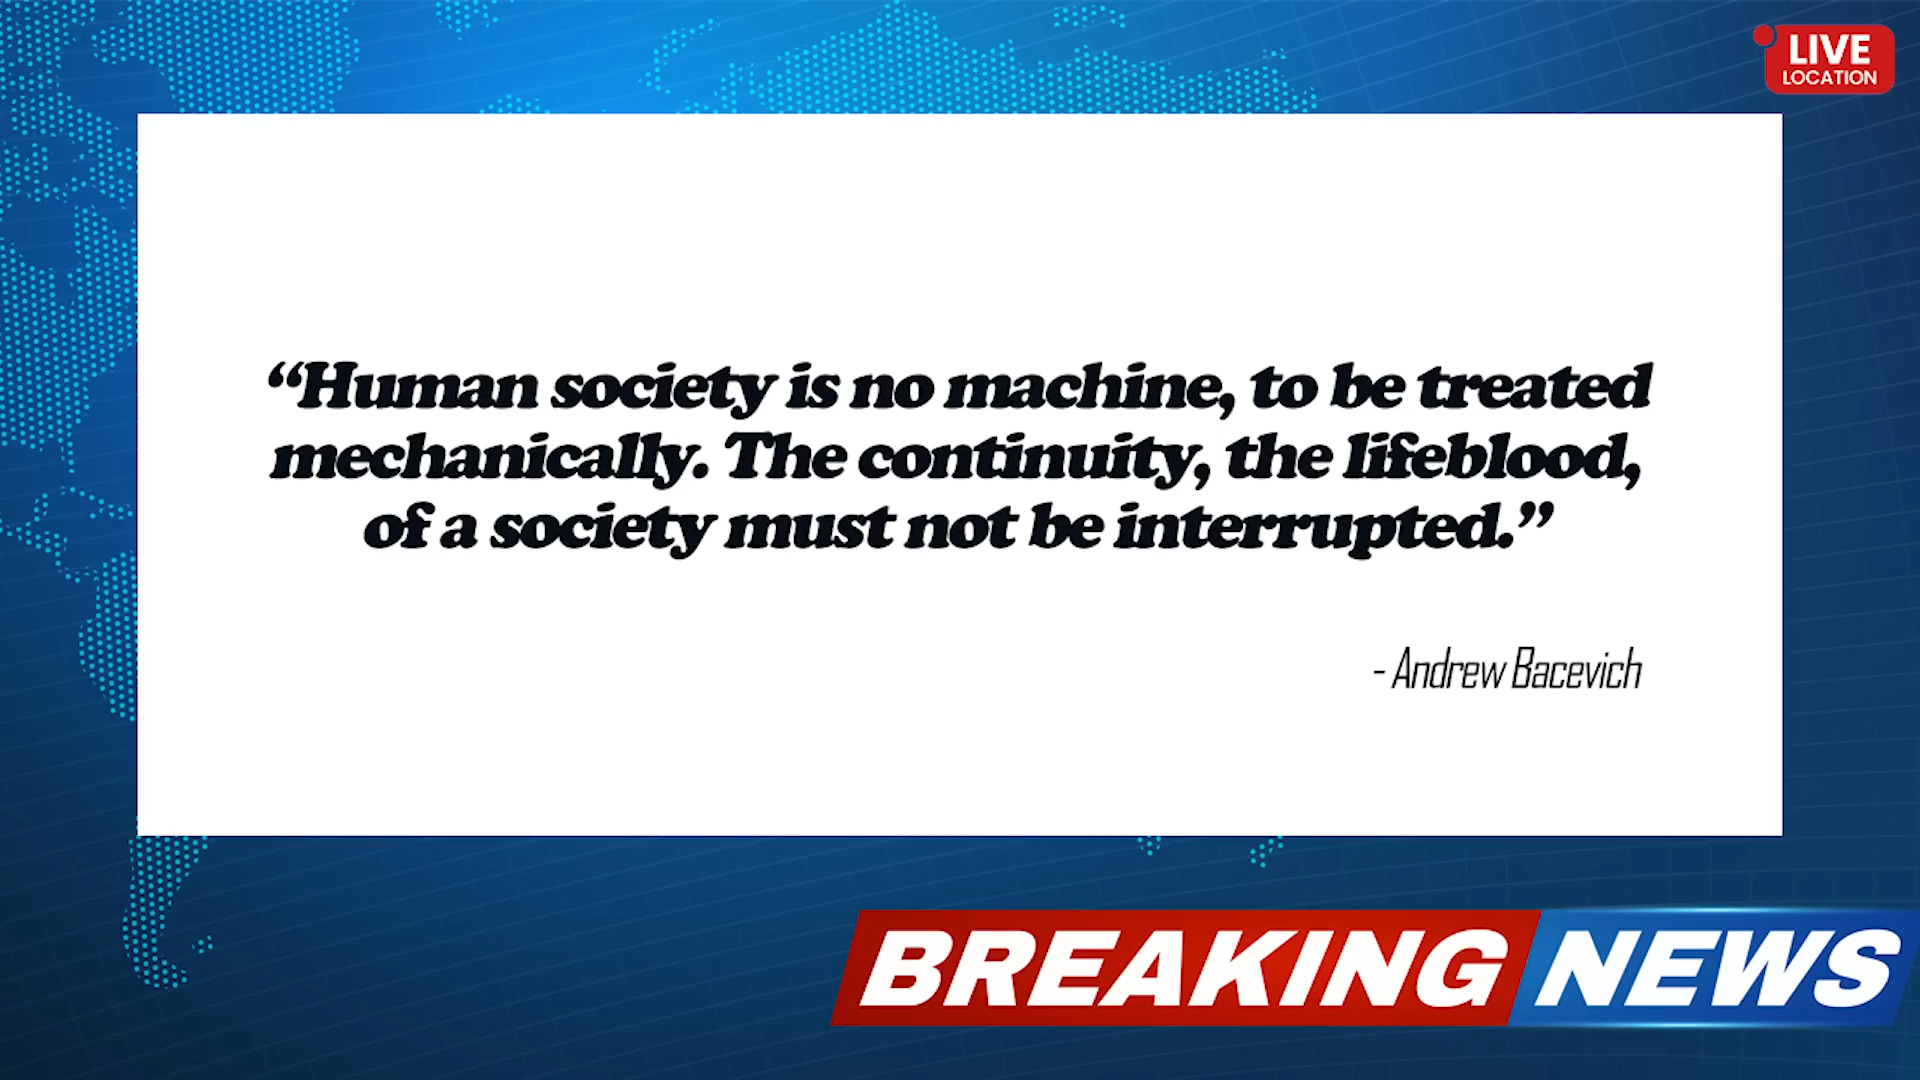 LIVE
LOCATION
“Human society is no machine, to be treated
mechanically. The continuity, the lifeblood,
of a society must not be interrupted.”
- Andrew Bacevich
BREAKING NEWS